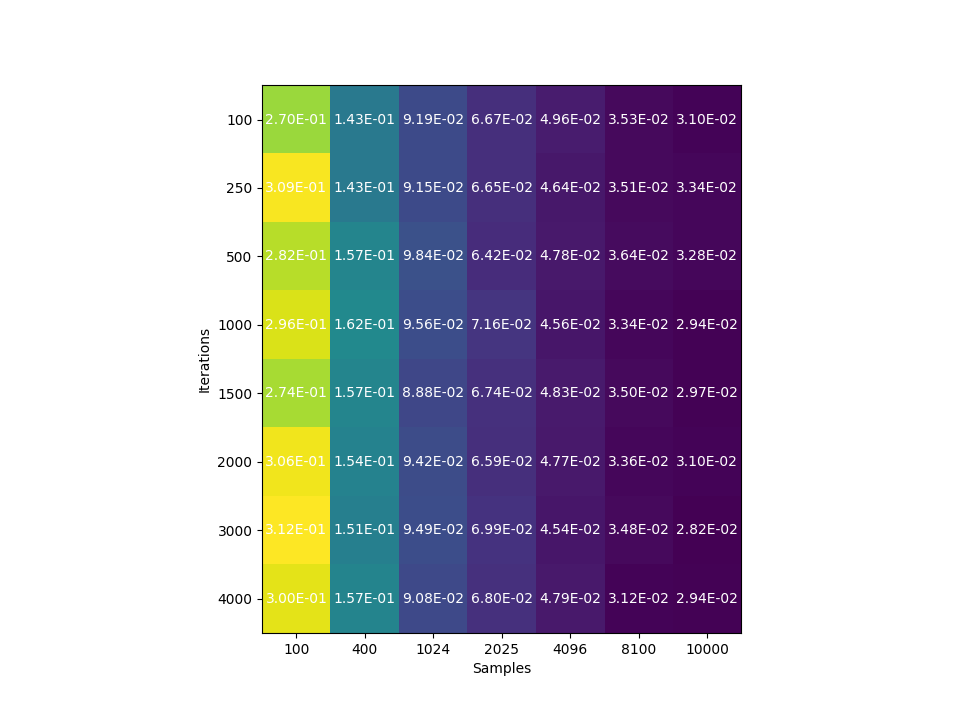 100 2.70E-01 1.43E-01 9.19E-02 6.67E-02 4.96E-02 3.53E-02 3.10E-02
250 3.09E-01 1.43E-01 9.15E-02 6.65E-02 4.64E-02 3.51E-02 3.34E-02
500 2.82E-01 1.57E-01 9.84E-02 6.42E-02 4.78E-02 3.64E-02 3.28E-02
1000 2.96E-01 1.62E-01 9.56E-02 7.16E-02 4.56E-02 3.34E-02 2.94E-02
Iterations
1500 2.74E-01 1.57E-01 8.88E-02 6.74E-02 4.83E-02 3.50E-02 2.97E-02
2000 3.06E-01 1.54E-01 9.42E-02 6.59E-02 4.77E-02 3.36E-02 3.10E-02
3000 3.12E-01 1.51E-01 9.49E-02 6.99E-02 4.54E-02 3.48E-02 2.82E-02
4000 3.00E-01 1.57E-01 9.08E-02 6.80E-02 4.79E-02 3.12E-02 2.94E-02
100 400 1024 2025 4096 8100 10000
Samples